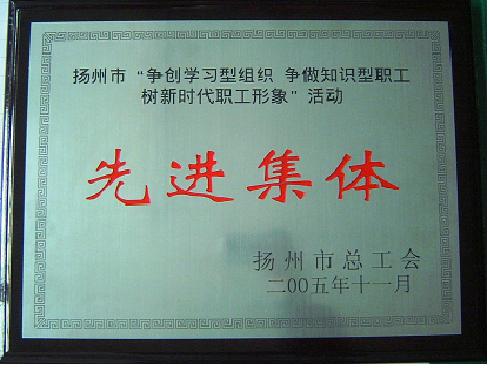 扬州市“争创学习型组织 争做知识型职工
树新时代职工形象”活动
先进集体
扬州市总工会
二OO五年十一月